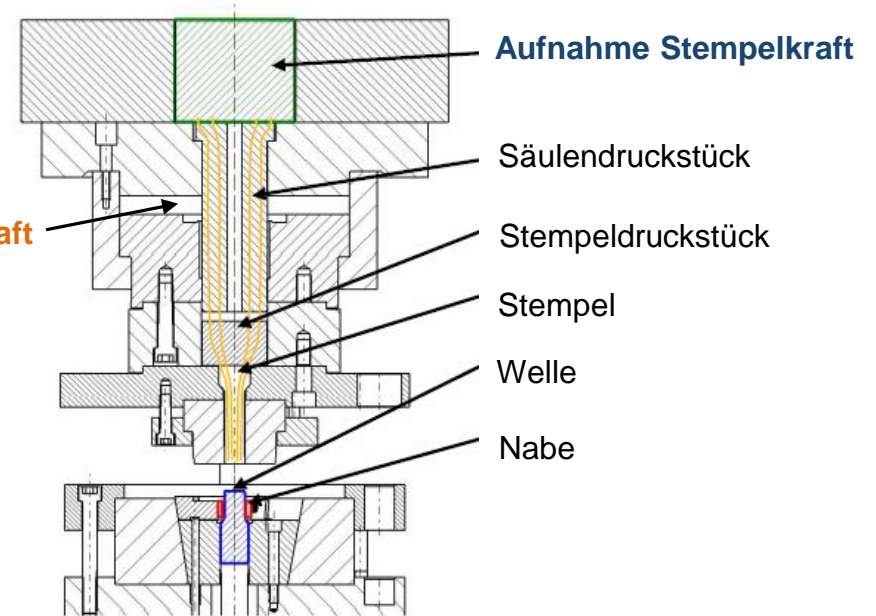 Aufnahme Stempelkraft
Säulendruckstück
aft
Stempeldruckstück
Stempel
Welle
Nabe